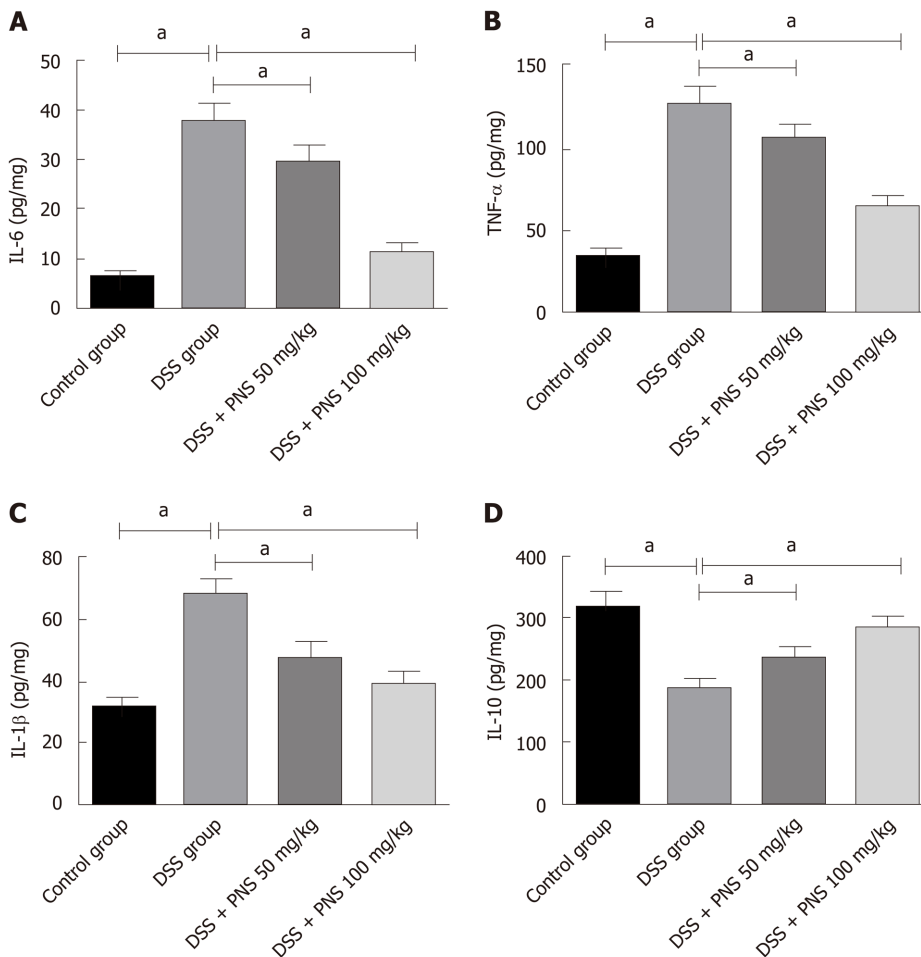 A
a
a
a
50
40
30
20
10
0
IL-6 (pg/mg)
Control group
DSS group
DSS + PNS 50 mg/kg
DSS + PNS 100 mg/kg
B
a
a
a
150
100
50
0
TNF-α (pg/mg)
Control group
DSS group
DSS + PNS 50 mg/kg
DSS + PNS 100 mg/kg
C
a
a
a
80
60
40
20
0
IL-1β (pg/mg)
Control group
DSS group
DSS + PNS 50 mg/kg
DSS + PNS 100 mg/kg
D
a
a
a
400
300
200
100
0
IL-10 (pg/mg)
Control group
DSS group
DSS + PNS 50 mg/kg
DSS + PNS 100 mg/kg